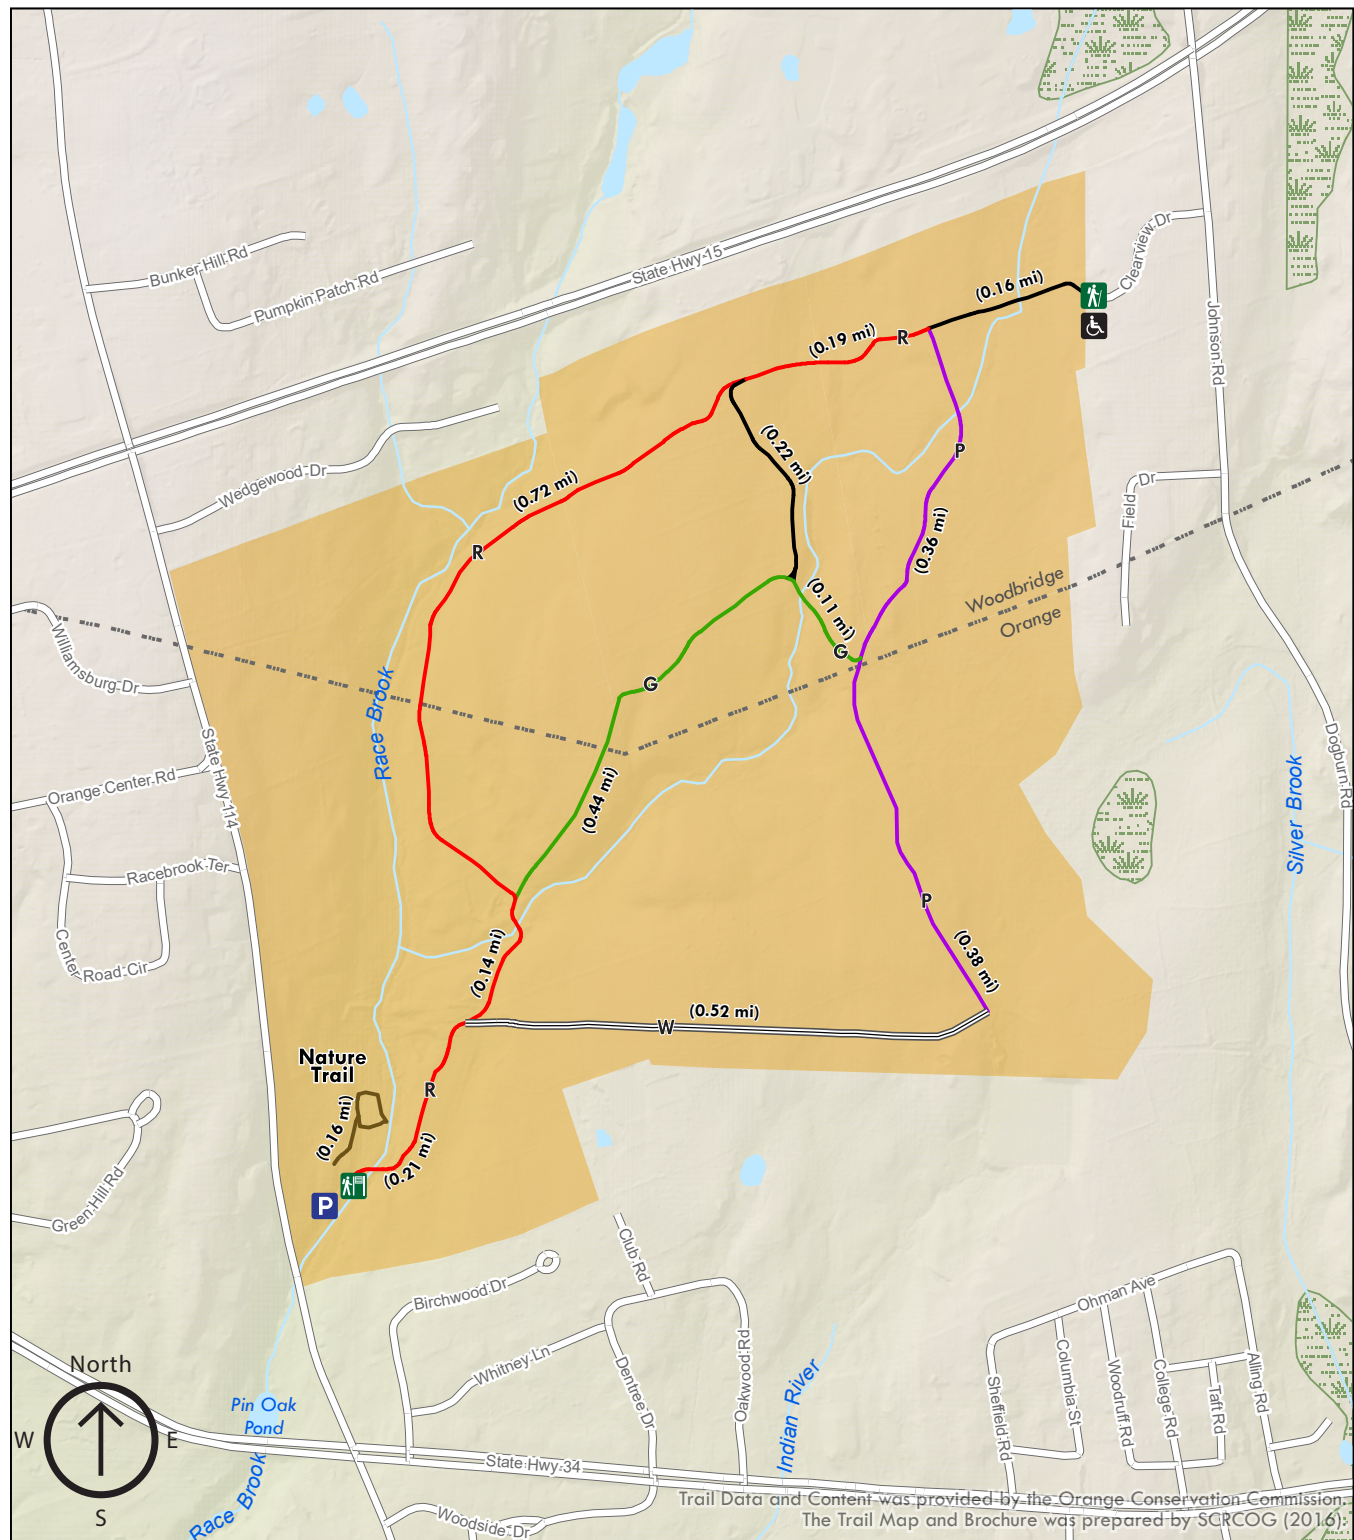 State Hwy 15
Bunker Hill Rd
Pumpkin Patch Rd
Clearview Dr
Johnson Rd
(0.16 mi)
(0.19 mi)
R
Wedgewood Dr
(0.22 mi)
(0.72 mi)
R
P
Field Dr
(0.36 mi)
Woodbridge
Orange
(0.11 mi)
G
G
Williamsburg Dr
Race Brook
State Hwy 114
Orange Center Rd
(0.44 mi)
Dogburn Rd
Silver Brook
Racebrook Ter
P
Center Road Cir
(0.14 mi)
(0.38 mi)
(0.52 mi)
W
Nature
Trail
R
(0.16 mi)
(0.21 mi)
P
Green Hill Rd
Club Rd
Birchwood Dr
Ohman Ave
Whitney Ln
Dentree Dr
Oakwood Rd
Indian River
Sheffield Rd
Columbia St
Woodruff Rd
College Rd
Taft Rd
Alling Rd
North
W
E
S
Pin Oak
Pond
Race Brook
State Hwy 34
Woodside Dr
Trail Data and Content was provided by the Orange Conservation Commission.
The Trail Map and Brochure was prepared by SCRCOG (2016).